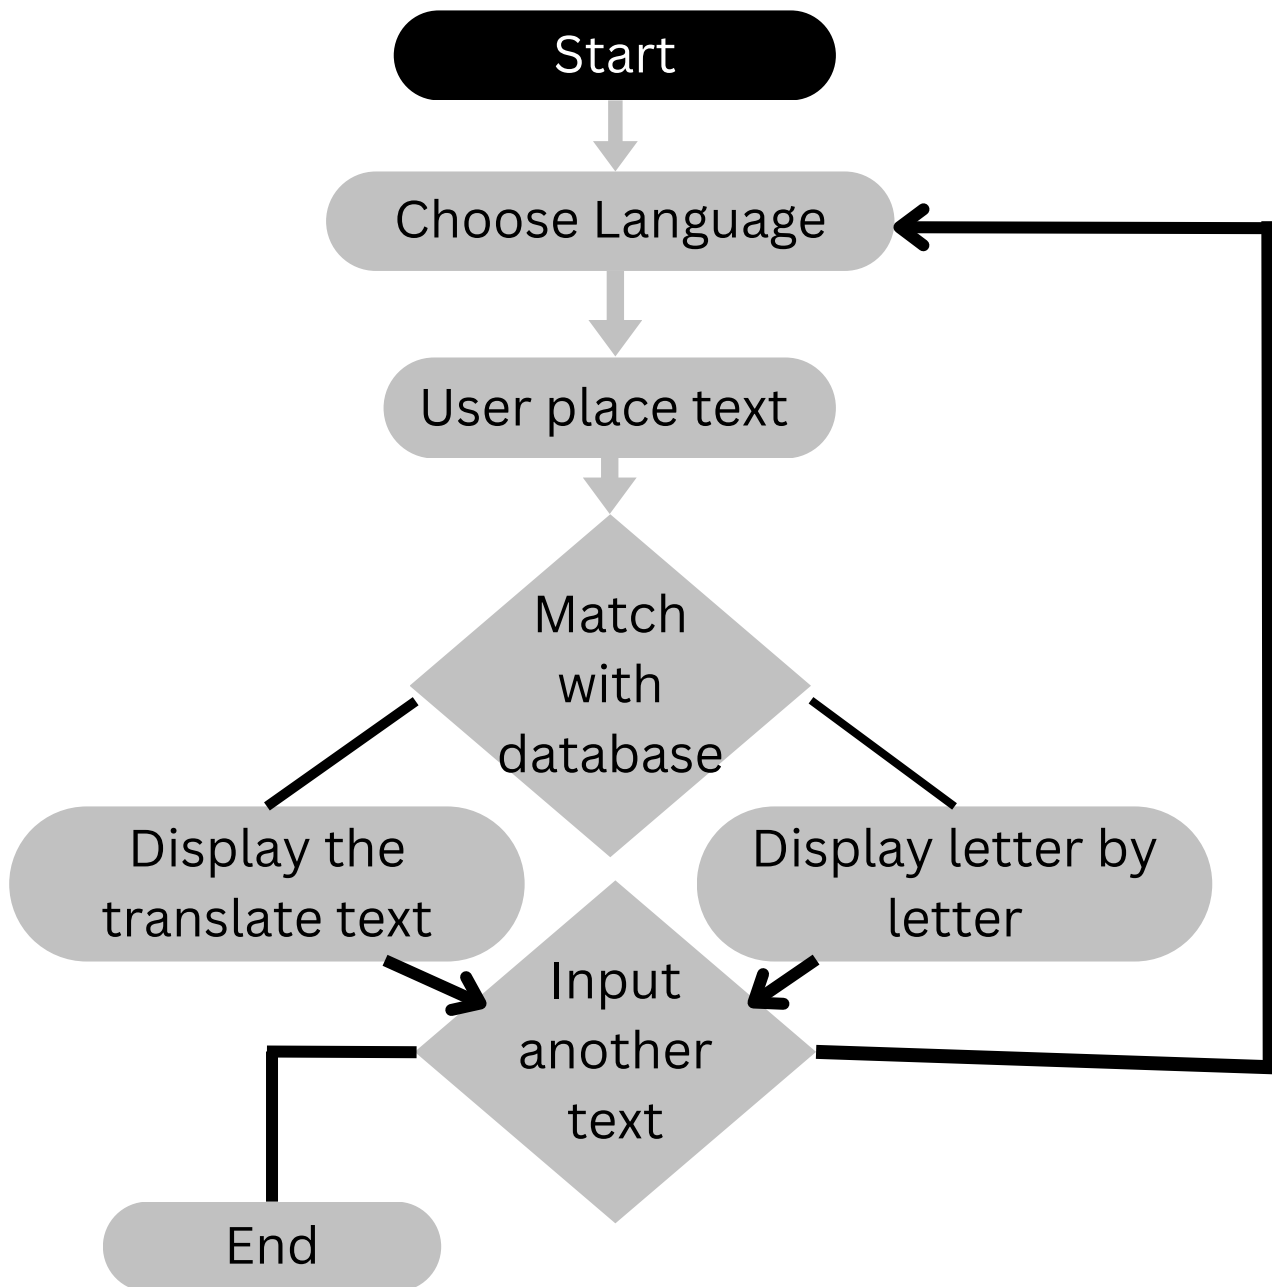 Start
Choose Language
User place text
Match
with
database
Display the
translate text
Display letter by
letter
Input
another
text
End